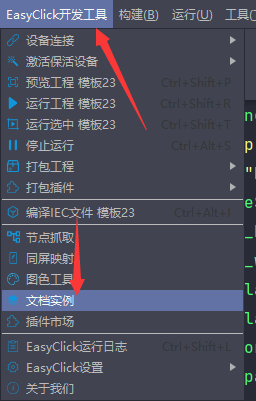 EasyClick开发工具 构建(B) 运行(U) 工具(T
设备连接
激活保活设备
预览工程 模板23 Ctrl+Shift+P
运行工程 模板23 Ctrl+Shift+R
运行选中 模板23 Ctrl+Shift+T
停止运行 Ctrl+Alt+S
打包工程
打包插件
编译IEC文件 模板23 Ctrl+Alt+I
节点抓取
同屏映射
图色工具
文档实例
插件市场
EasyClick运行日志 Ctrl+Shift+L
EasyClick设置
关于我们